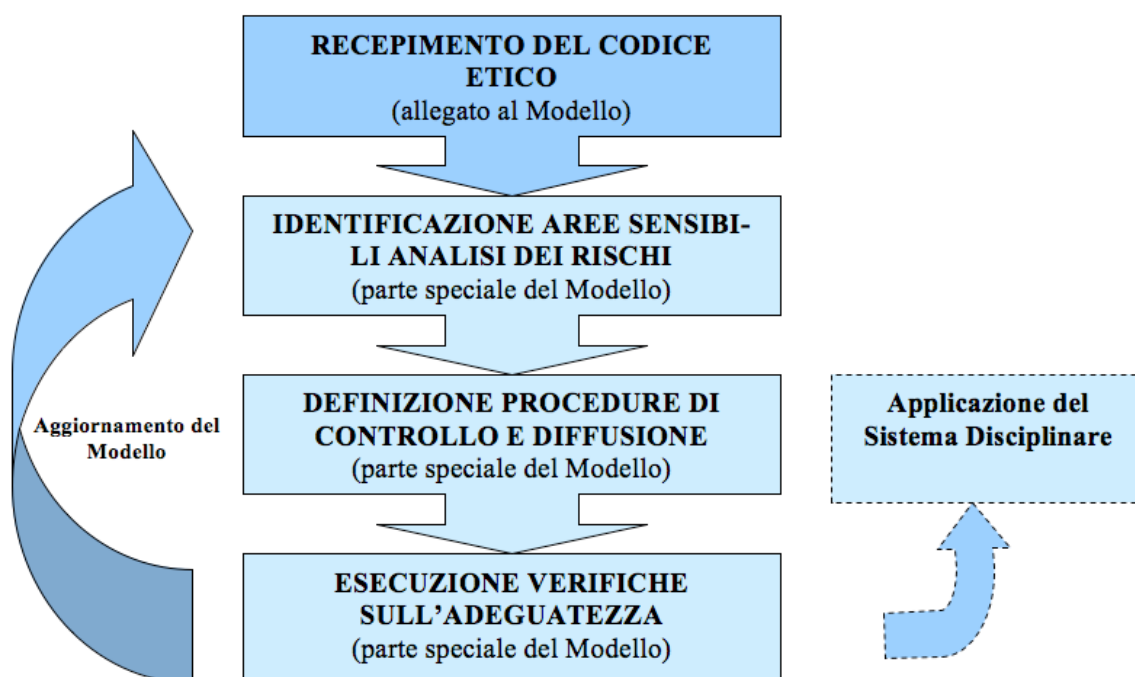 RECEPIMENTO DEL CODICE
ETICO
(allegato al Modello)
IDENTIFICAZIONE AREE SENSIBI-
LI ANALISI DEI RISCHI
(parte speciale del Modello)
DEFINIZIONE PROCEDURE DI
CONTROLLO E DIFFUSIONE
(parte speciale del Modello)
Applicazione del
Sistema Disciplinare
Aggiornamento del
Modello
ESECUZIONE VERIFICHE
SULL’ADEGUATEZZA
(parte speciale del Modello)